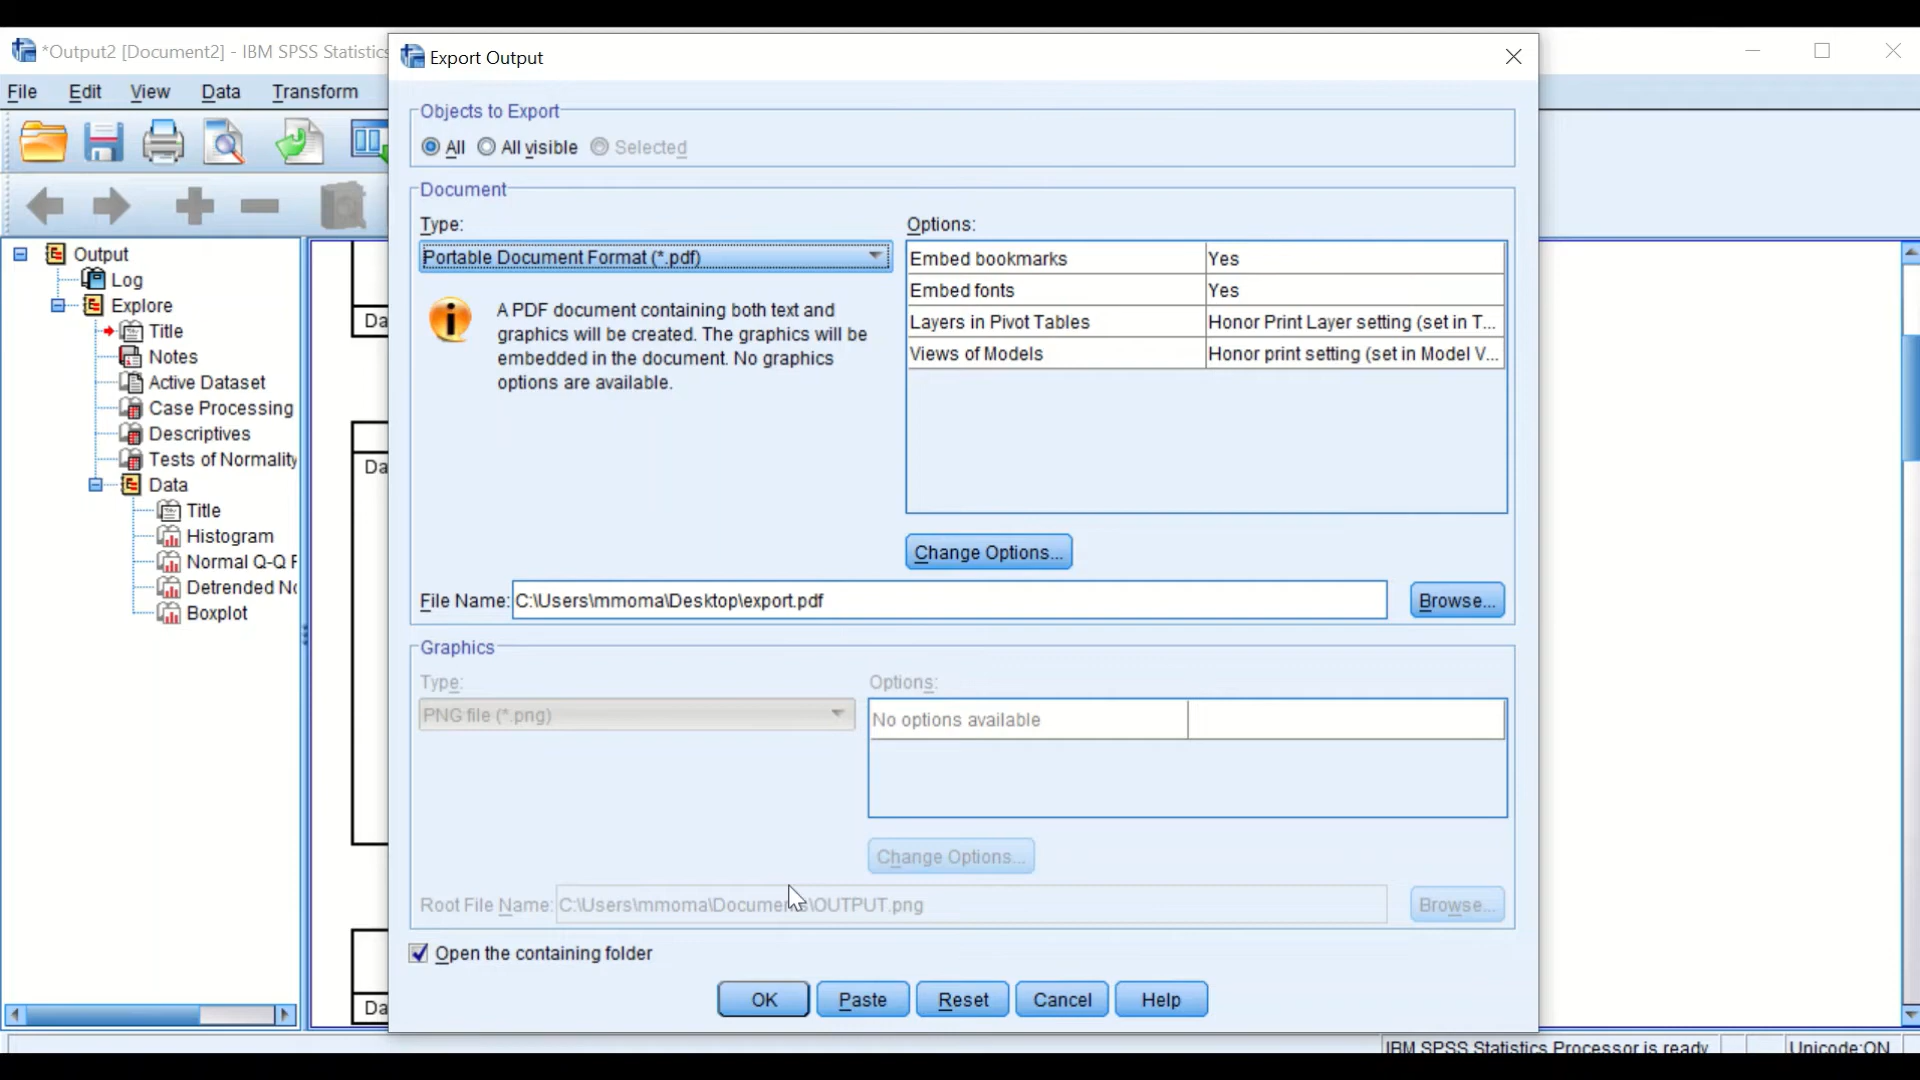 *Output2 [Document2] - IBM SPSS Statistics
Export Output
File Edit View Data Transform
Objects to Export
All All visible Selected
Document
Type:
Options:
Portable Document Format (*.pdf)
Embed bookmarks Yes
Embed fonts Yes
Layers in Pivot Tables Honor Print Layer setting (set in T...
Views of Models Honor print setting (set in Model V...
A PDF document containing both text and
graphics will be created. The graphics will be
embedded in the document. No graphics
options are available.
Change Options...
File Name: C:\Users\mmoma\Desktop\export.pdf Browse...
Graphics
Type:
Options:
PNG file (*.png)
No options available
Change Options...
Root File Name: C:\Users\mmoma\Documents\OUTPUT.png Browse...
Open the containing folder
OK Paste Reset Cancel Help
Output
Log
Explore
Title
Notes
Active Dataset
Case Processing
Descriptives
Tests of Normality
Data
Title
Histogram
Normal Q-Q
Detrended
Boxplot
Da
Da
Da
IBM SPSS Statistics Processor is ready
Unicode:ON